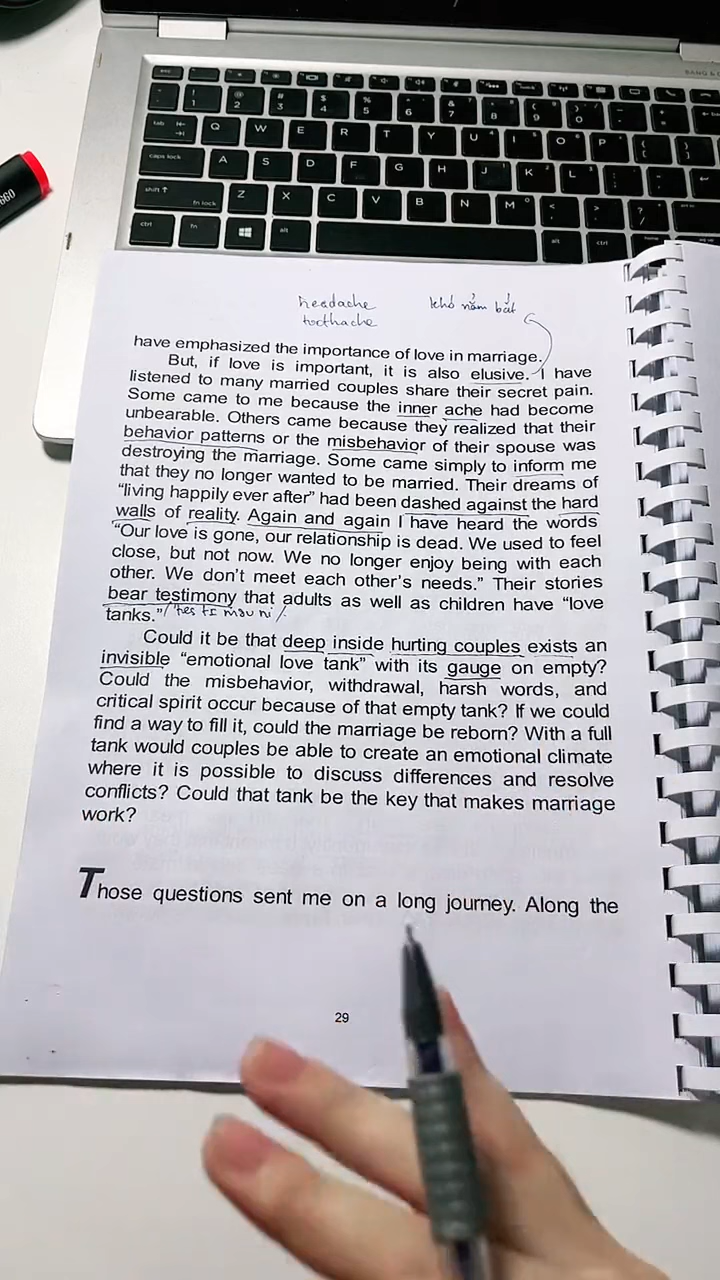 headache khó nắm bắt
toothache
have emphasized the importance of love in marriage.
But, if love is important, it is also elusive. I have
listened to many married couples share their secret pain.
Some came to me because the inner ache had become
unbearable. Others came because they realized that their
behavior patterns or the misbehavior of their spouse was
destroying the marriage. Some came simply to inform me
that they no longer wanted to be married. Their dreams of
“living happily ever after” had been dashed against the hard
walls of reality. Again and again I have heard the words
“Our love is gone, our relationship is dead. We used to feel
close, but not now. We no longer enjoy being with each
other. We don’t meet each other’s needs.” Their stories
bear testimony that adults as well as children have “love
tanks.”
Could it be that deep inside hurting couples exists an
invisible “emotional love tank” with its gauge on empty?
Could the misbehavior, withdrawal, harsh words, and
critical spirit occur because of that empty tank? If we could
find a way to fill it, could the marriage be reborn? With a full
tank would couples be able to create an emotional climate
where it is possible to discuss differences and resolve
conflicts? Could that tank be the key that makes marriage
work?
Those questions sent me on a long journey. Along the
29